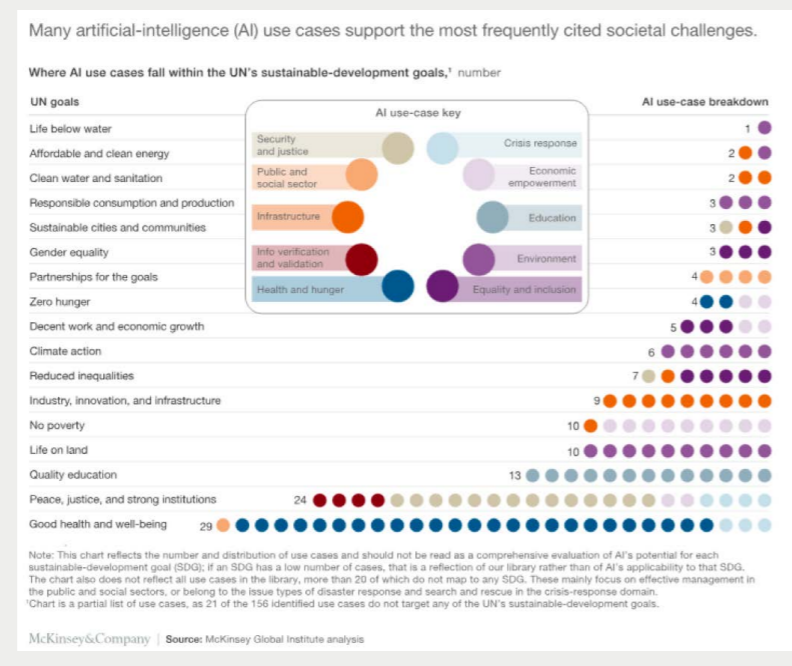 Many artificial-intelligence (AI) use cases support the most frequently cited societal challenges.
Where AI use cases fall within the UN's sustainable-development goals,¹ number
UN goals
AI use-case breakdown
AI use-case key
Security
and justice
Crisis response
Public and
social sector
Economic
empowerment
Infrastructure
Education
Info verification
and validation
Environment
Health and hunger
Equality and inclusion
Life below water 1
Affordable and clean energy 2
Clean water and sanitation 2
Responsible consumption and production 3
Sustainable cities and communities 3
Gender equality 3
Partnerships for the goals 4
Zero hunger 4
Decent work and economic growth 5
Climate action 6
Reduced inequalities 7
Industry, innovation, and infrastructure 9
No poverty 10
Life on land 10
Quality education 13
Peace, justice, and strong institutions 24
Good health and well-being 29
Note: This chart reflects the number and distribution of use cases and should not be read as a comprehensive evaluation of AI's potential for each
sustainable-development goal (SDG); if an SDG has a low number of cases, that is a reflection of our library rather than of AI's applicability to that SDG.
The chart also does not reflect all use cases in the library, more than 20 of which do not map to any SDG. These mainly focus on effective management in
the public and social sectors, or belong to the issue types of disaster response and search and rescue in the crisis-response domain.
¹Chart is a partial list of use cases, as 21 of the 156 identified use cases do not target any of the UN's sustainable-development goals.
McKinsey&Company | Source: McKinsey Global Institute analysis